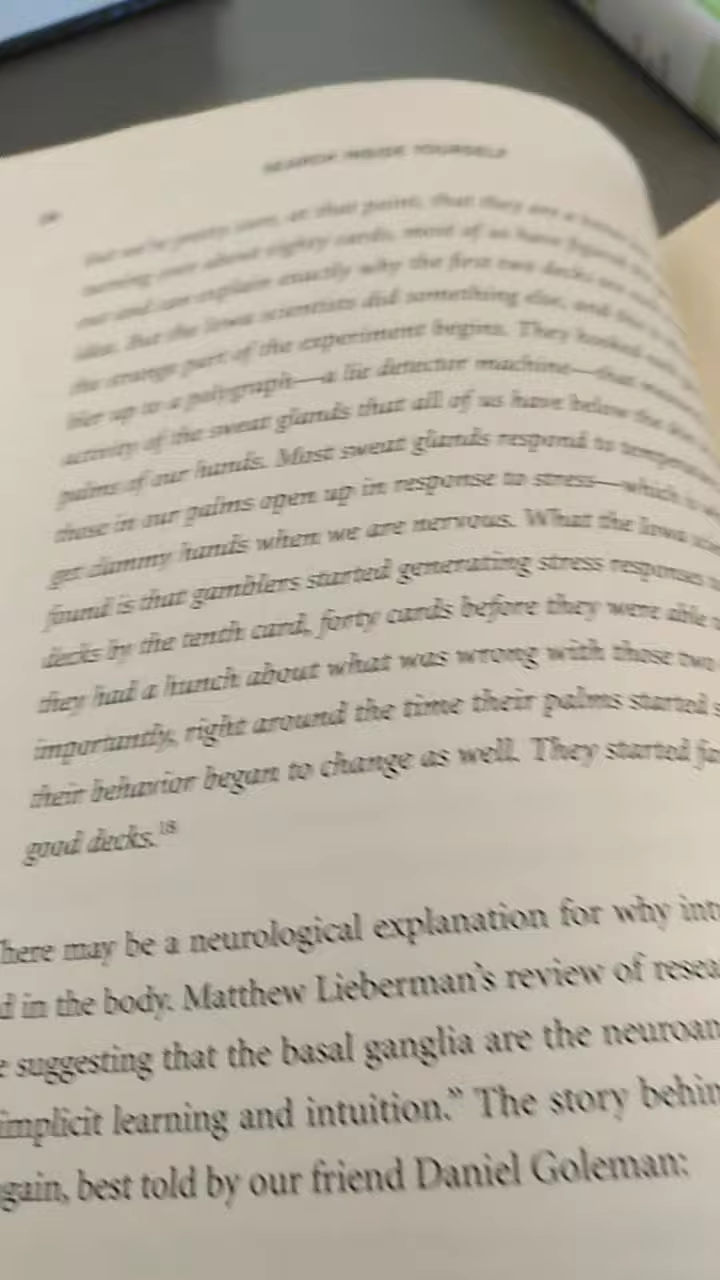 SEARCH INSIDE YOURSELF
but we're pretty sure, at that point, that they are a
turning over about eighty cards, most of us have figured
out and can explain exactly why the first two decks are
idea. But the Iowa scientists did something else, and this is
the strange part of the experiment begins. They hooked each
bler up to a polygraph—a lie detector machine—that
activity of the sweat glands that all of us have below the skin
palms of our hands. Most sweat glands respond to
those in our palms open up in response to stress—which is
get clammy hands when we are nervous. What the Iowa
found is that gamblers started generating stress responses
decks by the tenth card, forty cards before they were able
they had a hunch about what was wrong with those two
importantly, right around the time their palms started
their behavior began to change as well. They started
good decks.18
There may be a neurological explanation for why
d in the body. Matthew Lieberman's review of
e suggesting that the basal ganglia are the
implicit learning and intuition.” The story
gain, best told by our friend Daniel Goleman: